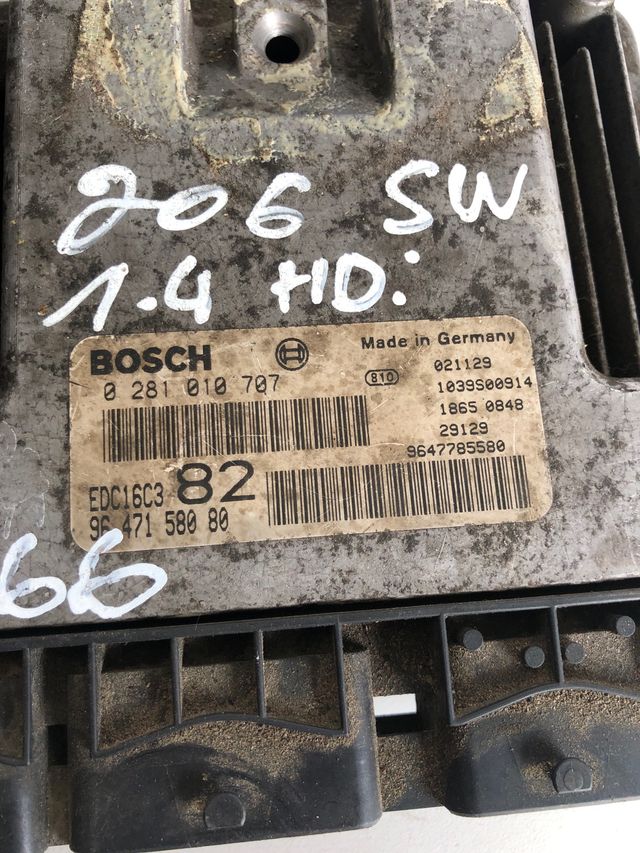 206 SW
1.4 HDi
BOSCH
Made in Germany
0 281 010 707
810
021129
1039S00914
1865 0848
29129
9647785580
EDC16C3 82
96 471 580 80
66